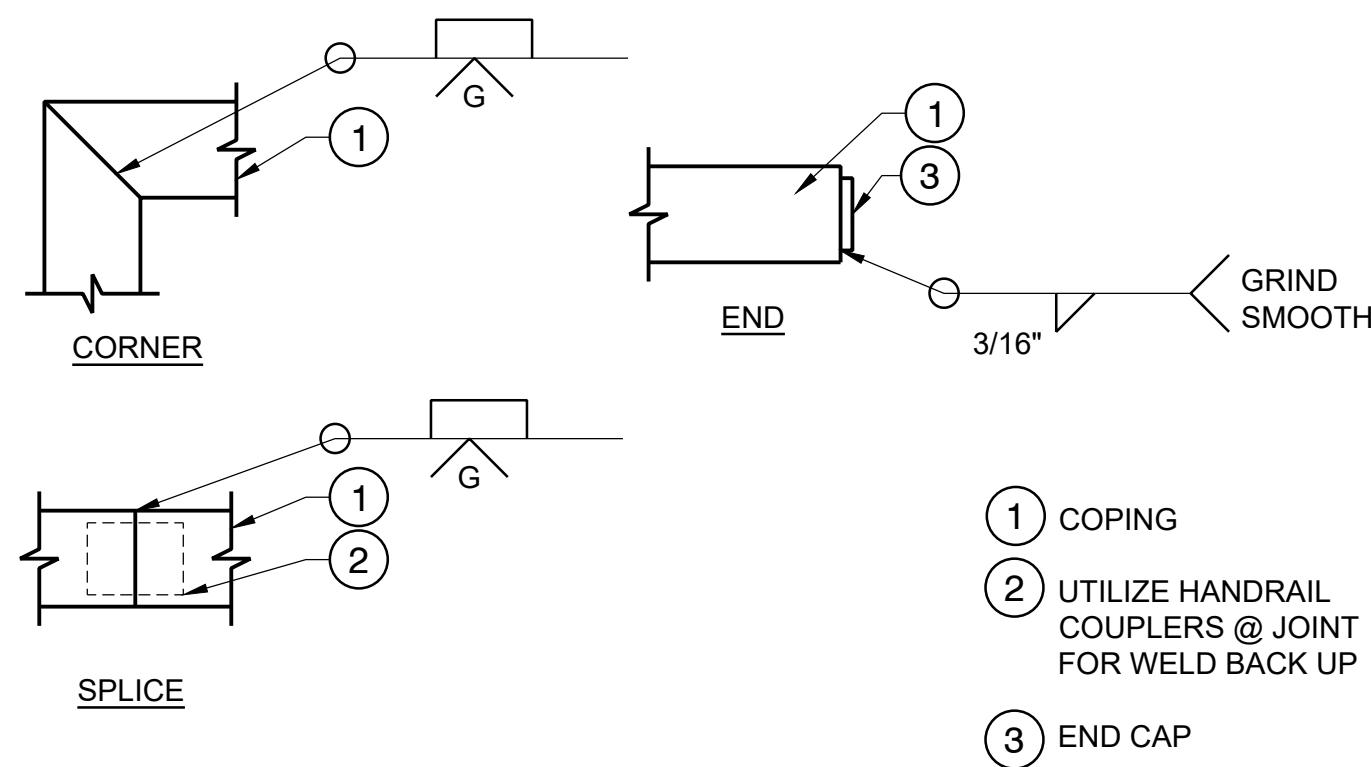 G
1
CORNER
1
3
END
3/16"
GRIND
SMOOTH
G
1
2
SPLICE
1 COPING
2 UTILIZE HANDRAIL
COUPLERS @ JOINT
FOR WELD BACK UP
3 END CAP